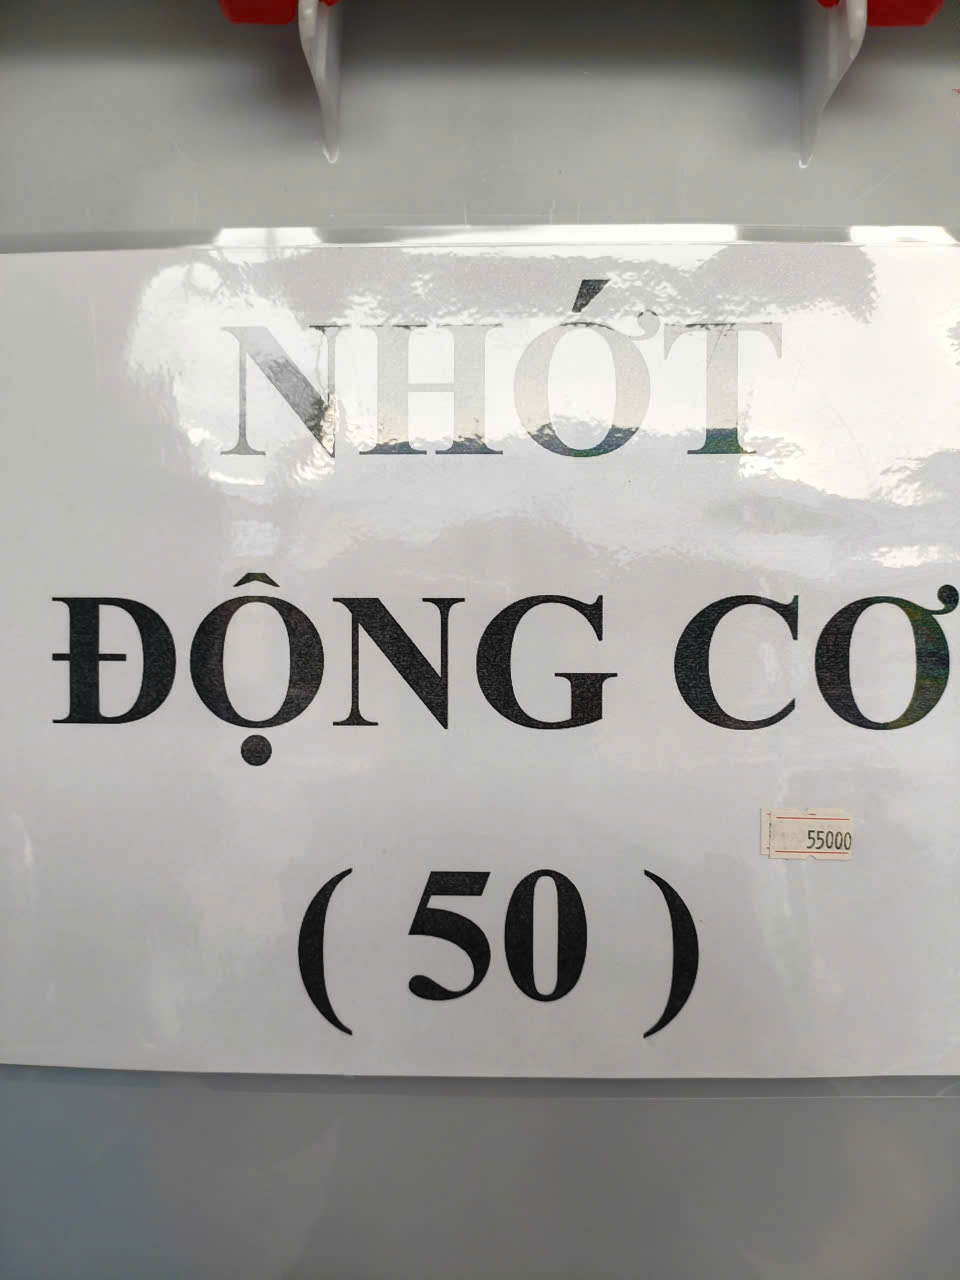 NHỚT
ĐỘNG CƠ
55000
( 50 )